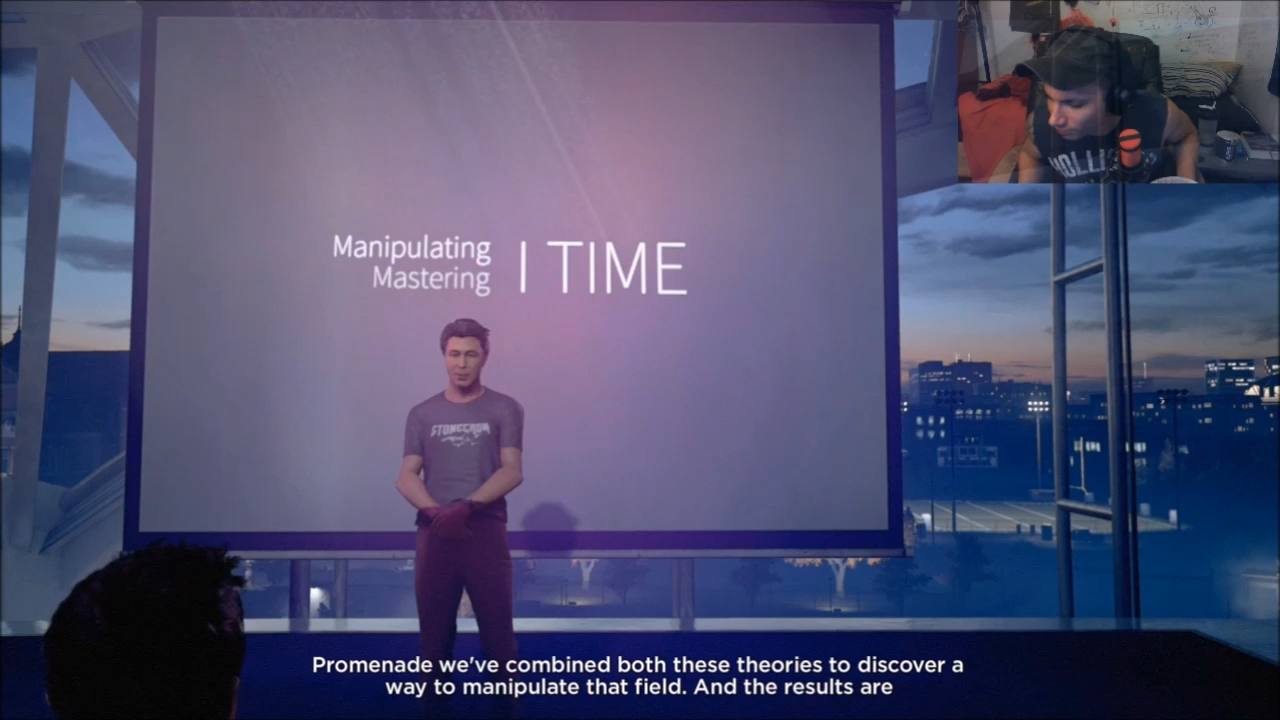 Manipulating
Mastering
| TIME
STONECROW
HOLLI
Promenade we've combined both these theories to discover a
way to manipulate that field. And the results are